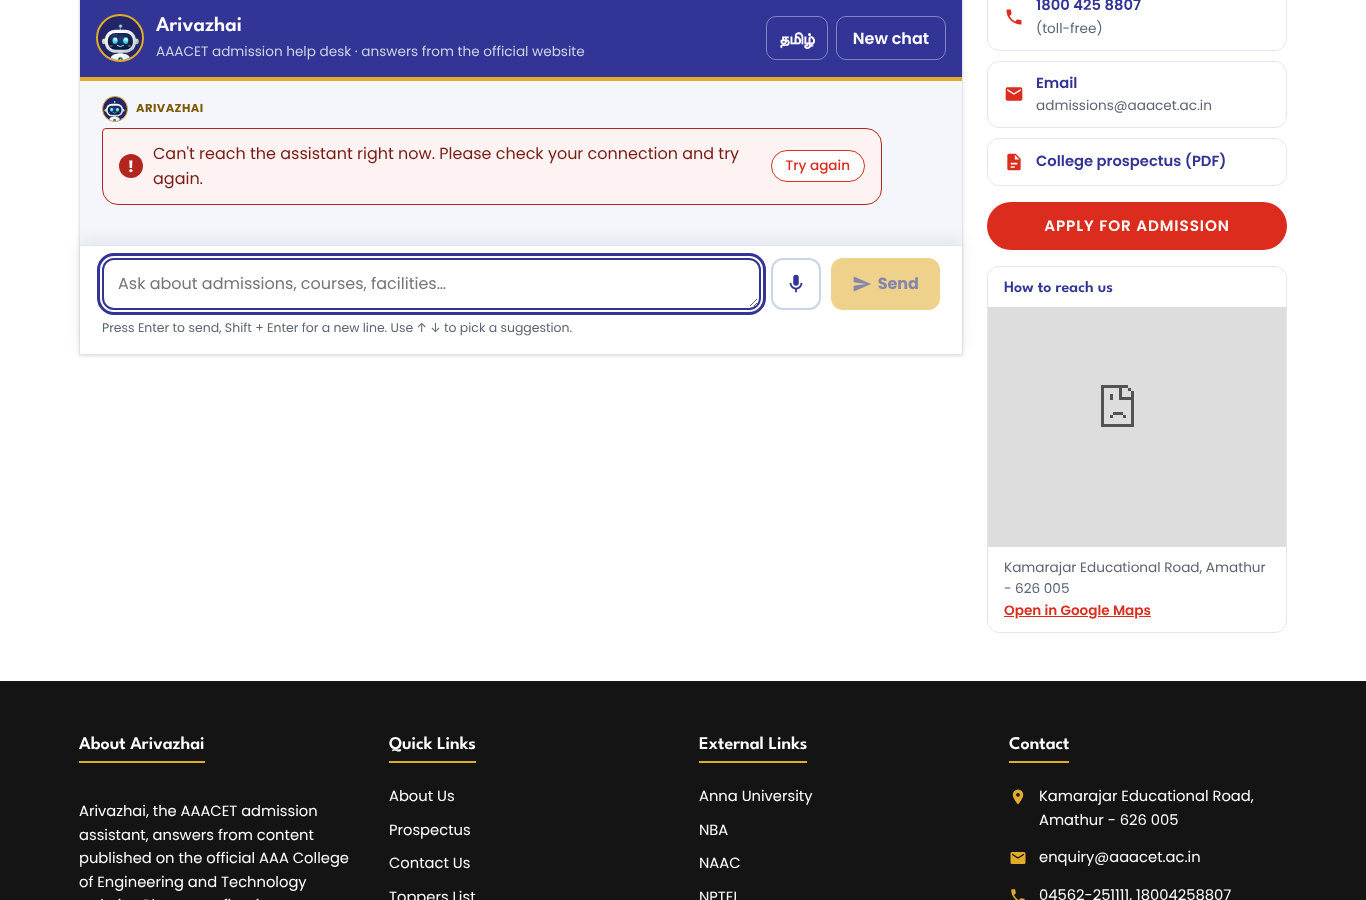 Arivazhai
AAACET admission help desk · answers from the official website
தமிழ்
New chat
ARIVAZHAI
Can't reach the assistant right now. Please check your connection and try
again.
Try again
Ask about admissions, courses, facilities...
Send
Press Enter to send, Shift + Enter for a new line. Use ↑ ↓ to pick a suggestion.
1800 425 8807
(toll-free)
Email
admissions@aaacet.ac.in
College prospectus (PDF)
APPLY FOR ADMISSION
How to reach us
Kamarajar Educational Road, Amathur
- 626 005
Open in Google Maps
About Arivazhai
Arivazhai, the AAACET admission
assistant, answers from content
published on the official AAA College
of Engineering and Technology
Quick Links
About Us
Prospectus
Contact Us
Toppers List
External Links
Anna University
NBA
NAAC
NPTEL
Contact
Kamarajar Educational Road,
Amathur - 626 005
enquiry@aaacet.ac.in
04562-251111, 18004258807